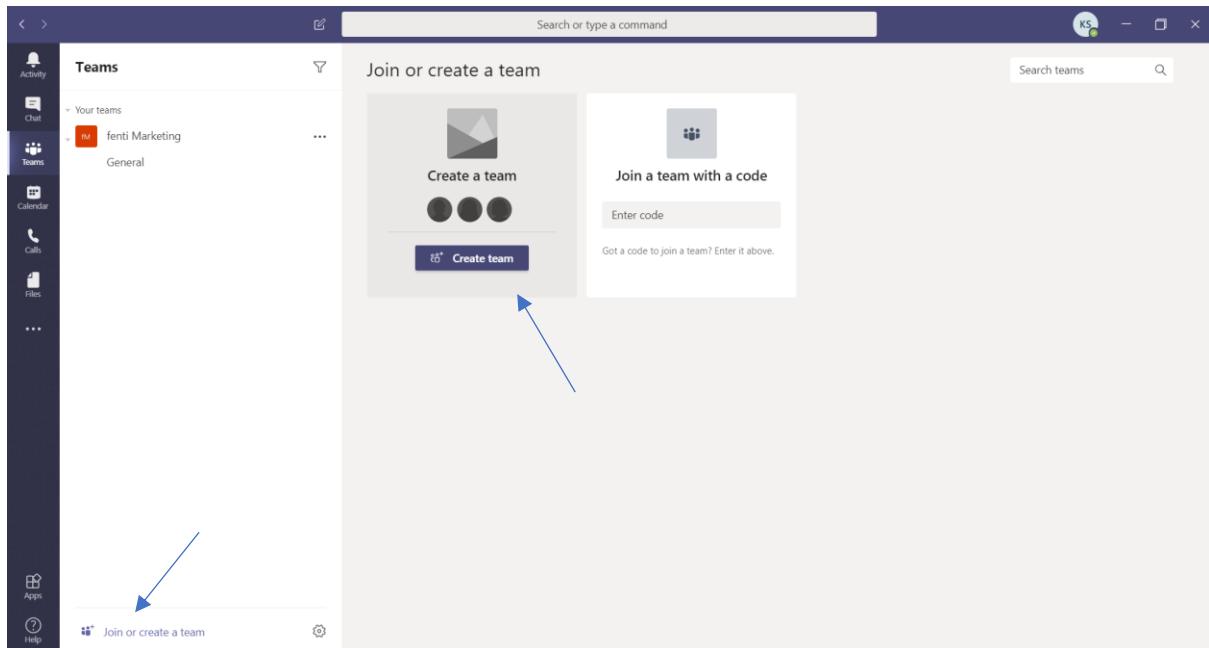 Search or type a command
KS
Activity
Chat
Teams
Calendar
Calls
Files
Apps
Help
Teams
Your teams
fM
fenti Marketing
General
Join or create a team
Join or create a team
Search teams
Create a team
Create team
Join a team with a code
Enter code
Got a code to join a team? Enter it above.